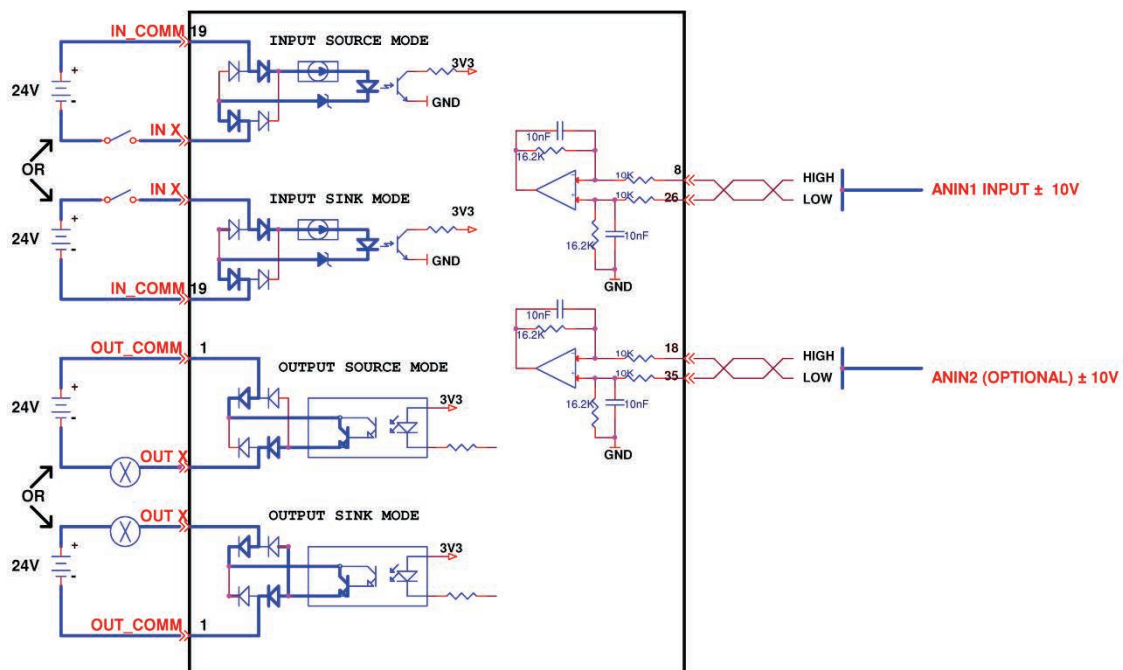 IN_COMM 19
INPUT SOURCE MODE
3V3
+
24V
-
GND
IN X
OR
IN X
INPUT SINK MODE
3V3
+
24V
-
GND
IN_COMM 19
OUT_COMM 1
OUTPUT SOURCE MODE
3V3
+
24V
-
OUT X
OR
OUT X
OUTPUT SINK MODE
3V3
+
24V
-
OUT_COMM 1
10nF
16.2K
10K
8
HIGH
10K
26
LOW
ANIN1 INPUT ± 10V
16.2K
10nF
GND
10nF
16.2K
10K
18
HIGH
10K
35
LOW
ANIN2 (OPTIONAL) ± 10V
16.2K
10nF
GND